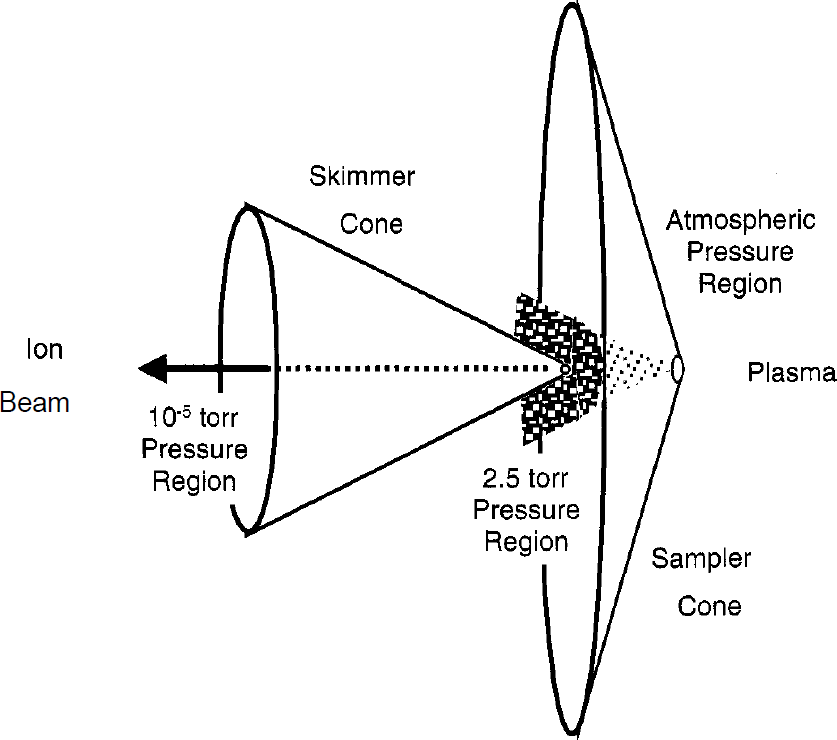 Skimmer
Cone
Atmospheric
Pressure
Region
Ion
Beam
Plasma
10-5 torr
Pressure
Region
2.5 torr
Pressure
Region
Sampler
Cone